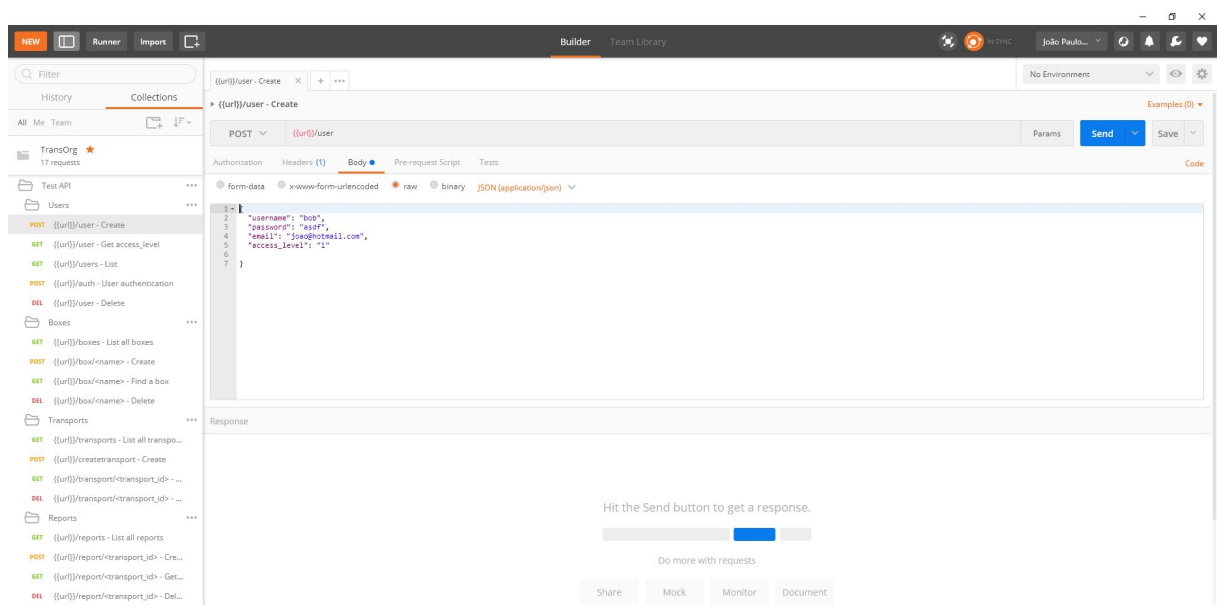 NEW Runner Import Builder Team Library IN SYNC João Paulo...
Filter
History Collections
All Me Team
TransOrg
17 requests
Test API
Users
POST {{url}}/user - Create
GET {{url}}/user - Get access_level
GET {{url}}/users - List
POST {{url}}/auth - User authentication
DEL {{url}}/user - Delete
Boxes
GET {{url}}/boxes - List all boxes
POST {{url}}/box/<name> - Create
GET {{url}}/box/<name> - Find a box
DEL {{url}}/box/<name> - Delete
Transports
GET {{url}}/transports - List all transpo...
POST {{url}}/createtransport - Create
GET {{url}}/transport/<transport_id> - ...
DEL {{url}}/transport/<transport_id> - ...
Reports
GET {{url}}/reports - List all reports
POST {{url}}/report/<transport_id> - Cre...
GET {{url}}/report/<transport_id> - Get...
DEL {{url}}/report/<transport_id> - Del...
{{url}}/user - Create
No Environment
{{url}}/user - Create Examples (0)
POST {{url}}/user Params Send Save
Authorization Headers (1) Body Pre-request Script Tests Code
form-data x-www-form-urlencoded raw binary JSON (application/json)
1 {
2 "username": "bob",
3 "password": "asdf",
4 "email": "joao@hotmail.com",
5 "access_level": "1"
6
7 }
Response
Hit the Send button to get a response.
Do more with requests
Share Mock Monitor Document